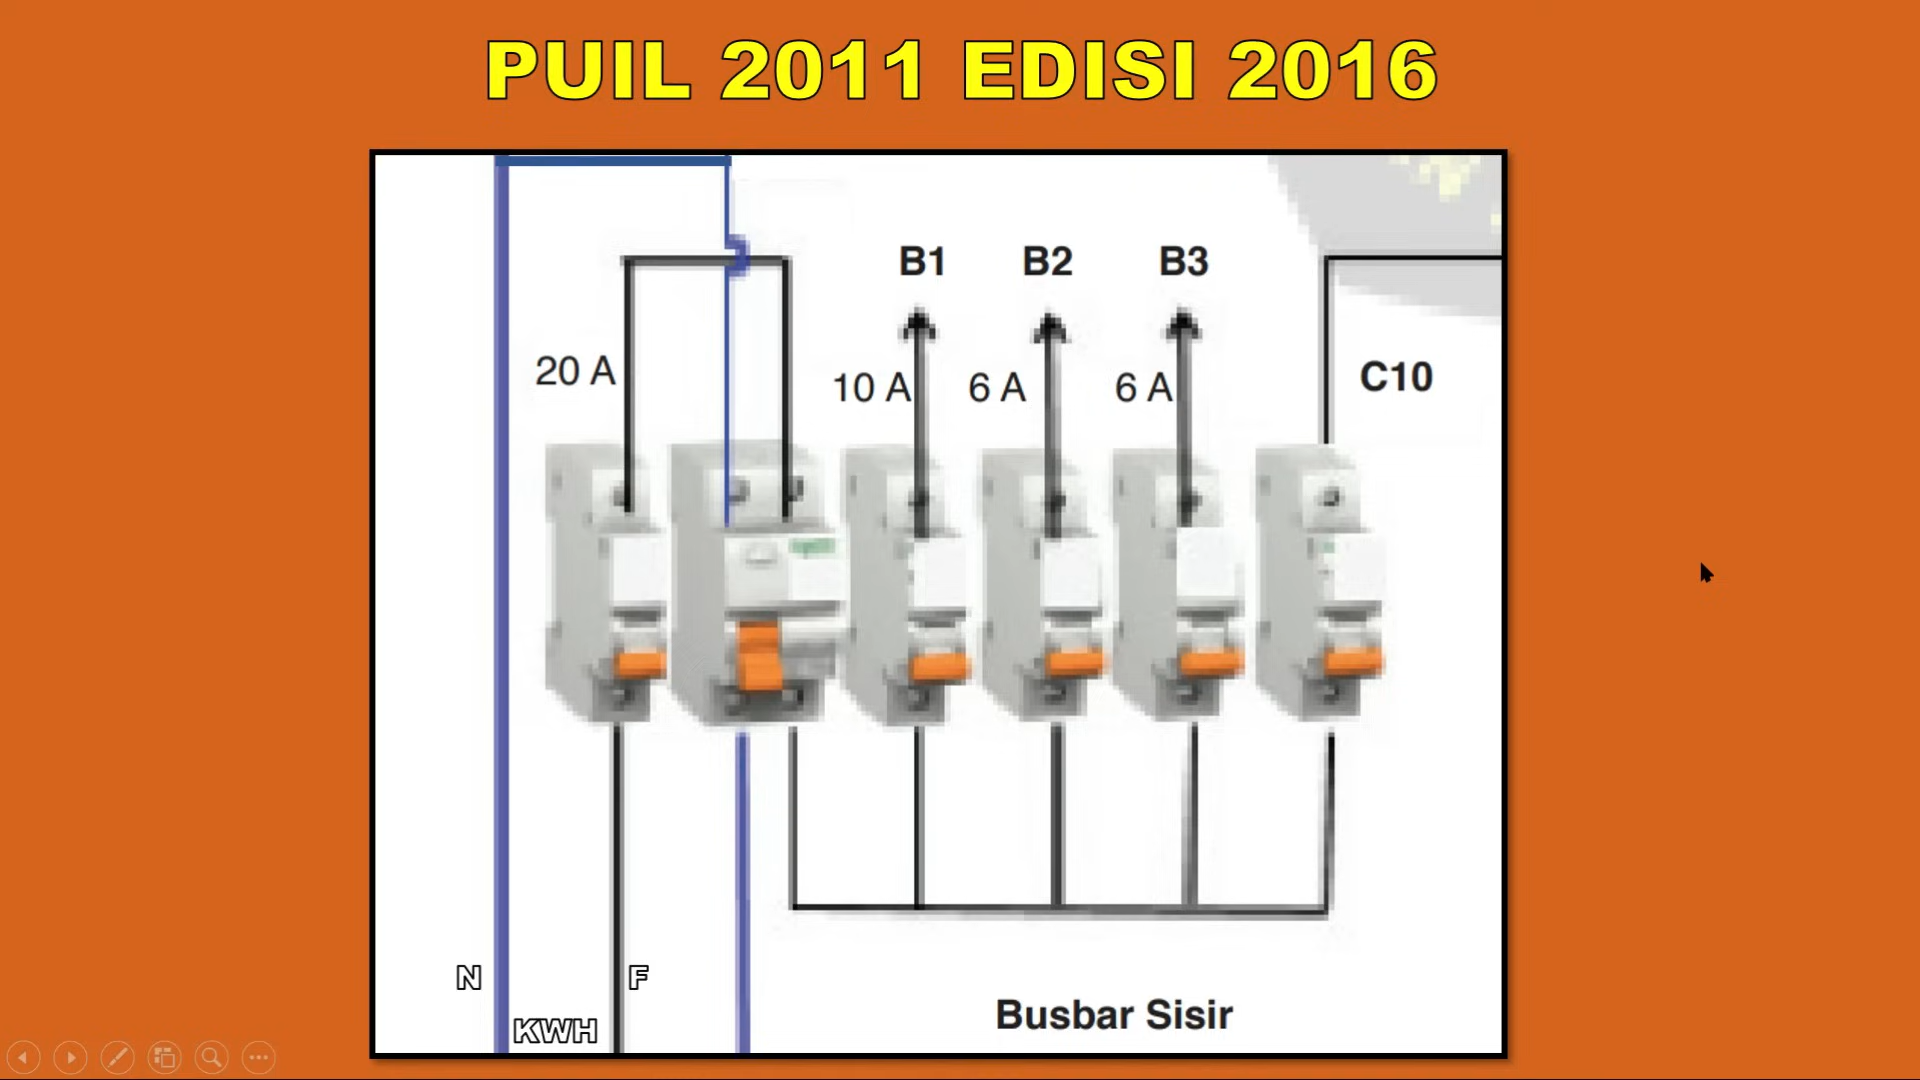 PUIL 2011 EDISI 2016
B1 B2 B3
20 A
10 A 6 A 6 A
C10
N F
KWH
Busbar Sisir